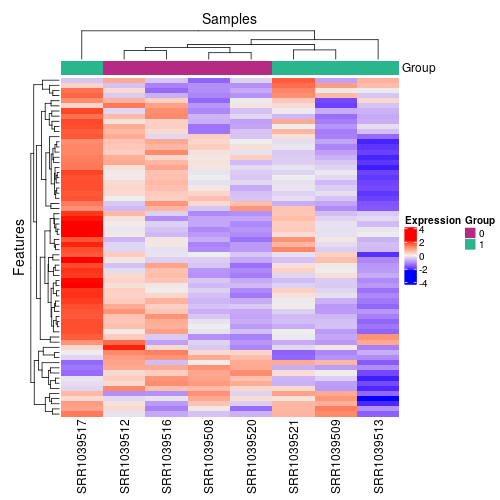 Samples
Group
Features
Expression
4
2
0
-2
-4
Group
0
1
SRR1039517
SRR1039512
SRR1039516
SRR1039508
SRR1039520
SRR1039521
SRR1039509
SRR1039513